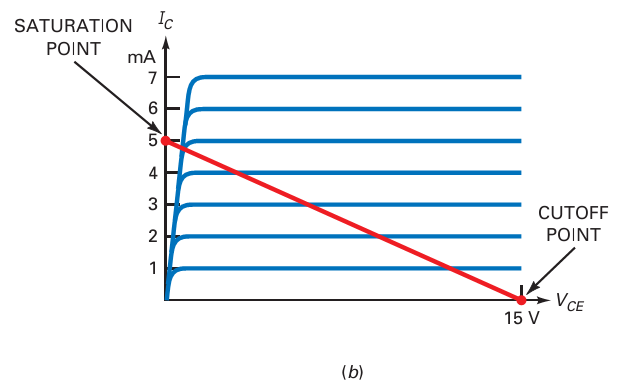 SATURATION
POINT
I_C
mA
7
6
5
4
3
2
1
CUTOFF
POINT
V_CE
15 V
(b)